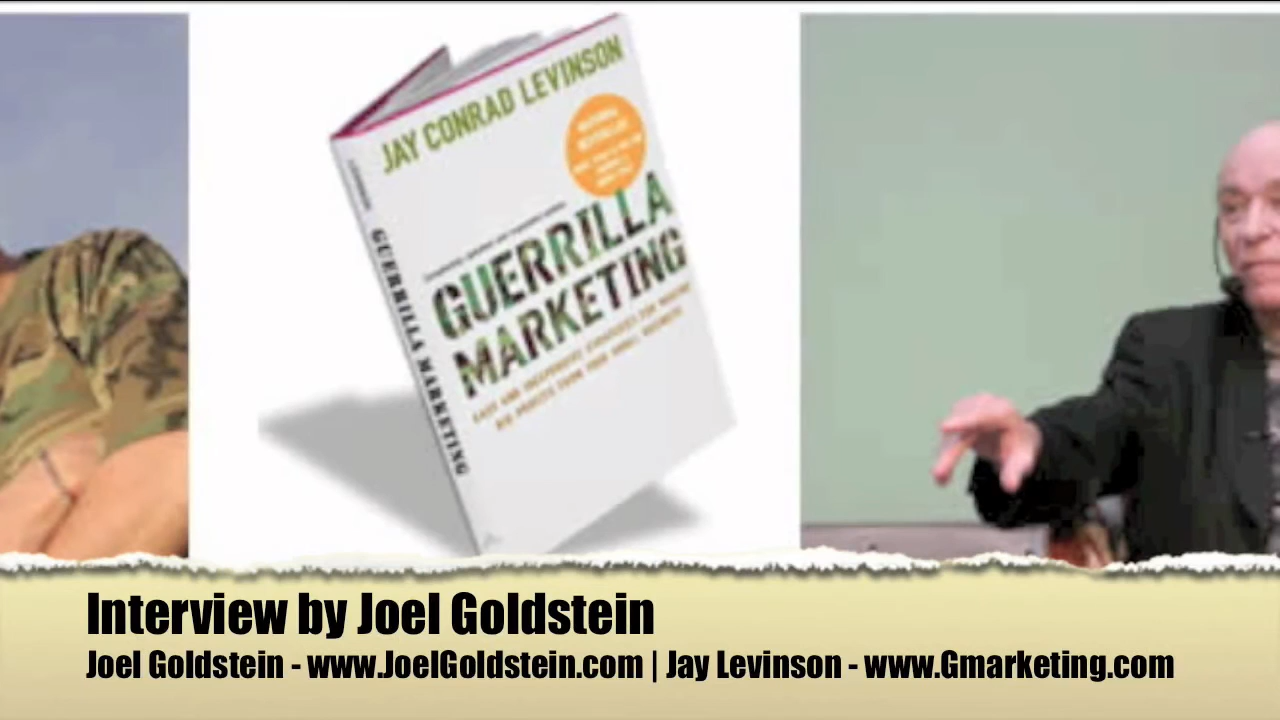 JAY CONRAD LEVINSON
GUERRILLA
MARKETING
GUERRILLA MARKETING
Interview by Joel Goldstein
Joel Goldstein - www.JoelGoldstein.com | Jay Levinson - www.Gmarketing.com